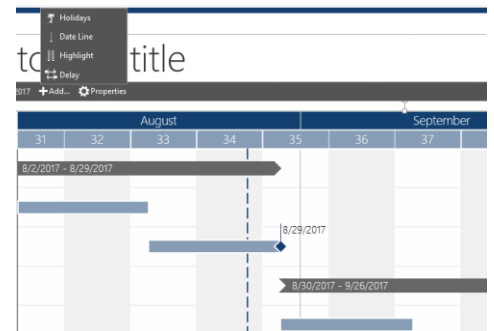 Holidays
Date Line
Highlight
Delay
title
2017 Add... Properties
August September
31 32 33 34 35 36 37
8/2/2017 - 8/29/2017
8/29/2017
8/30/2017 - 9/26/2017